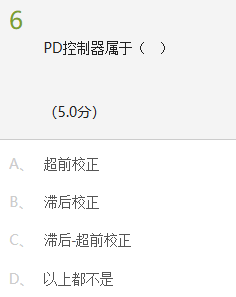 6
PD控制器属于（　）
（5.0分）
A、 超前校正
B、 滞后校正
C、 滞后-超前校正
D、 以上都不是